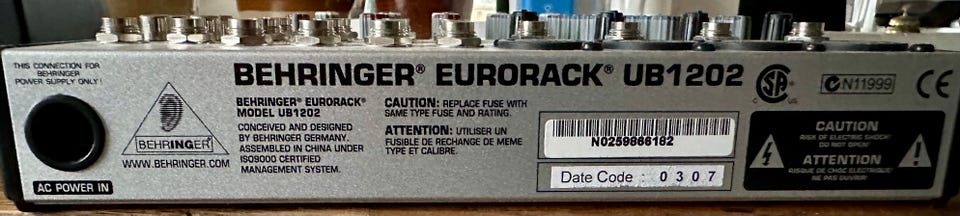 THIS CONNECTION FOR
BEHRINGER
POWER SUPPLY ONLY!
AC POWER IN
BEHRINGER
WWW.BEHRINGER.COM
BEHRINGER® EURORACK® UB1202
BEHRINGER® EURORACK®
MODEL UB1202
CONCEIVED AND DESIGNED
BY BEHRINGER GERMANY.
ASSEMBLED IN CHINA UNDER
ISO9000 CERTIFIED
MANAGEMENT SYSTEM.
CAUTION: REPLACE FUSE WITH
SAME TYPE FUSE AND RATING.
ATTENTION: UTILISER UN
FUSIBLE DE RECHANGE DE MEME
TYPE ET CALIBRE.
N0259866182
Date Code : 0307
SA
C US
N11999
CE
CAUTION
RISK OF ELECTRIC SHOCK!
DO NOT OPEN!
ATTENTION
RISQUE DE CHOC ELECTRIQUE!
NE PAS OUVRIR!